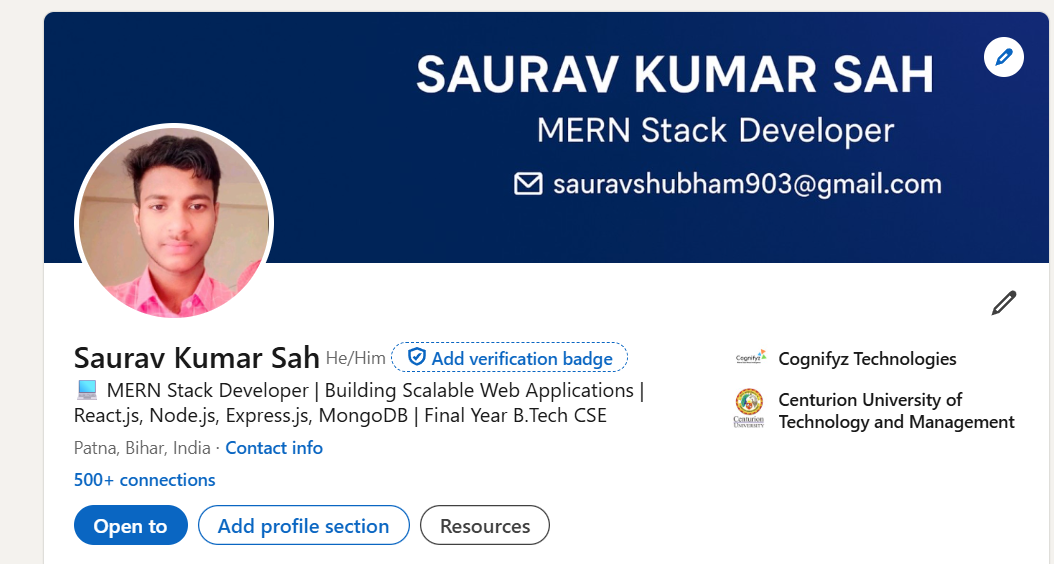 SAURAV KUMAR SAH
MERN Stack Developer
sauravshubham903@gmail.com
Saurav Kumar Sah He/Him Add verification badge
MERN Stack Developer | Building Scalable Web Applications |
React.js, Node.js, Express.js, MongoDB | Final Year B.Tech CSE
Patna, Bihar, India · Contact info
500+ connections
Open to
Add profile section
Resources
Cognifyz
Cognifyz Technologies
Centurion
UNIVERSITY
Centurion University of
Technology and Management